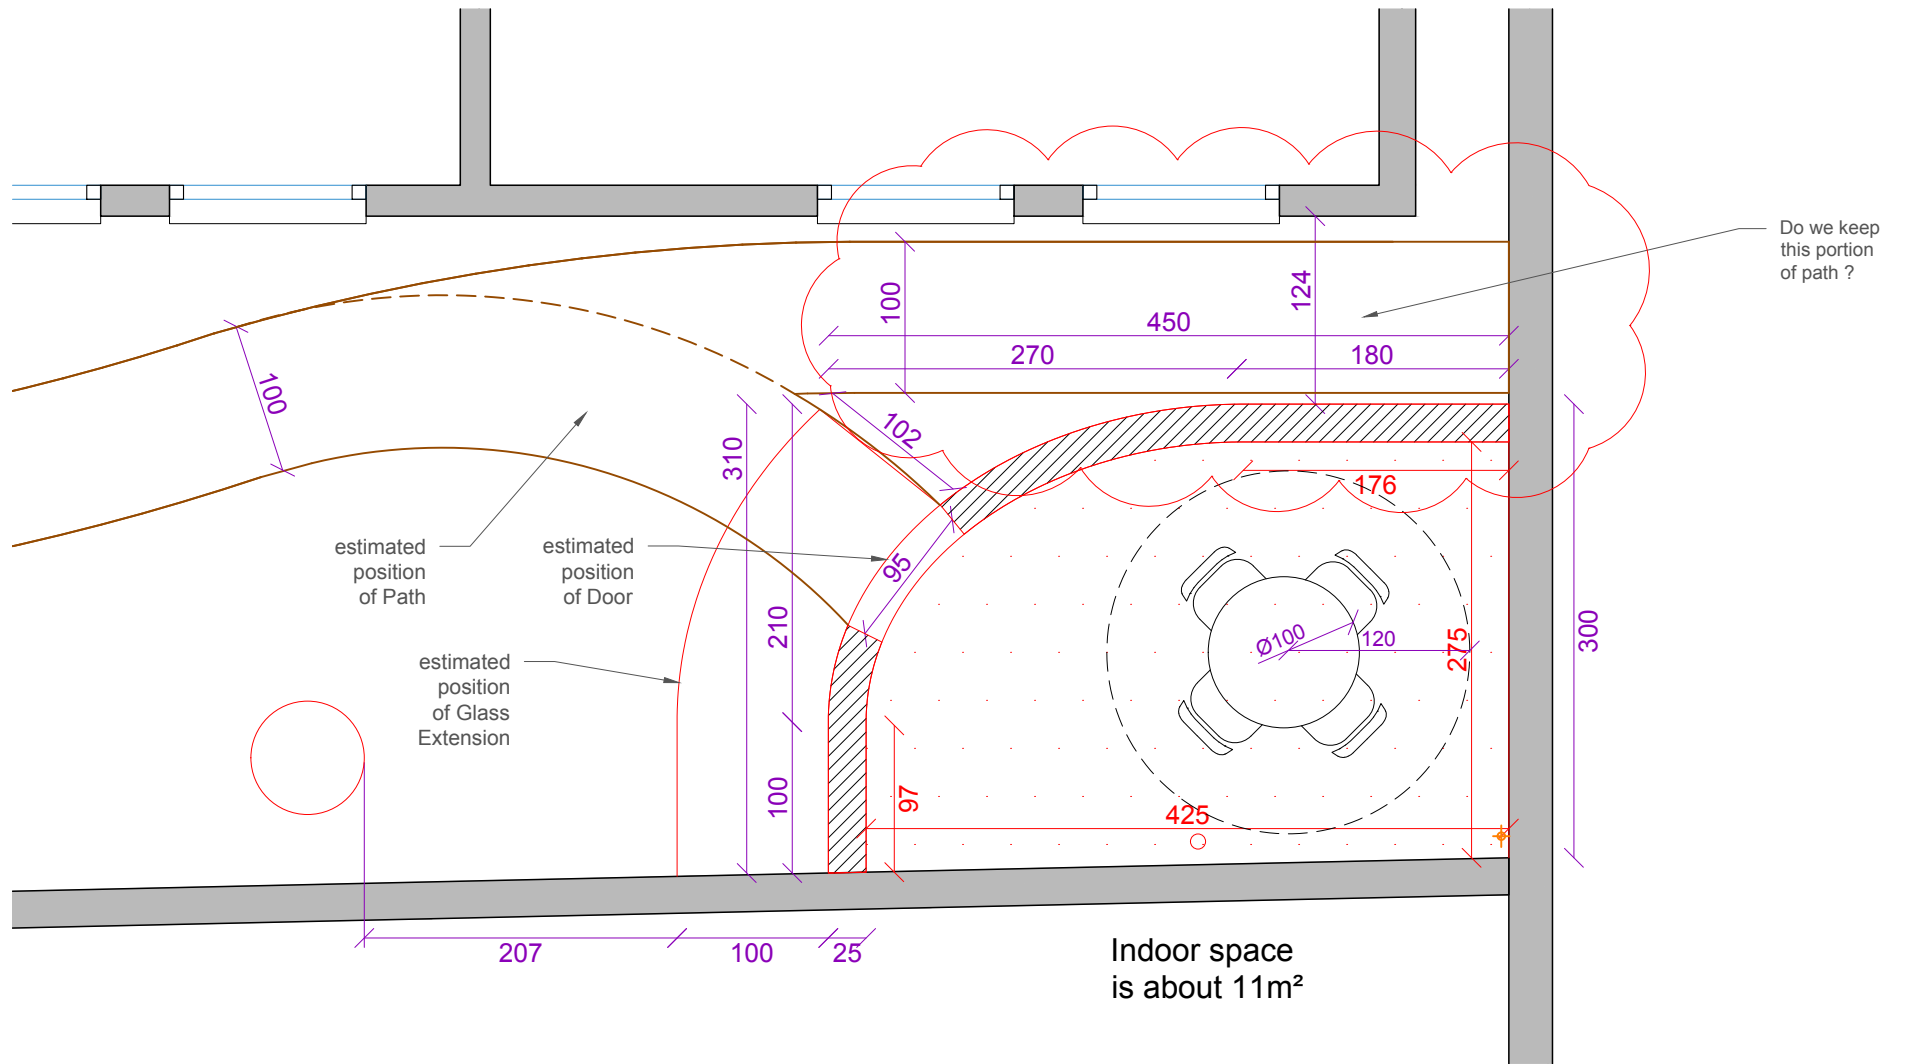 Do we keep
this portion
of path ?
124
100
450
270
180
100
102
310
176
estimated
position
of Path
estimated
position
of Door
95
210
Ø100
120
275
300
estimated
position
of Glass
Extension
100
97
425
207
100
25
Indoor space
is about 11m²